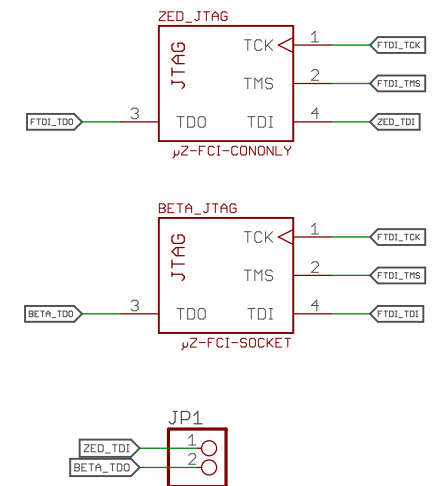 ZED_JTAG
JTAG
TCK 1 FTDI_TCK
TMS 2 FTDI_TMS
FTDI_TDO 3 TDO TDI 4 ZED_TDI
µZ-FCI-CONONLY
BETA_JTAG
JTAG
TCK 1 FTDI_TCK
TMS 2 FTDI_TMS
BETA_TDO 3 TDO TDI 4 FTDI_TDI
µZ-FCI-SOCKET
JP1
ZED_TDI 1
BETA_TDO 2